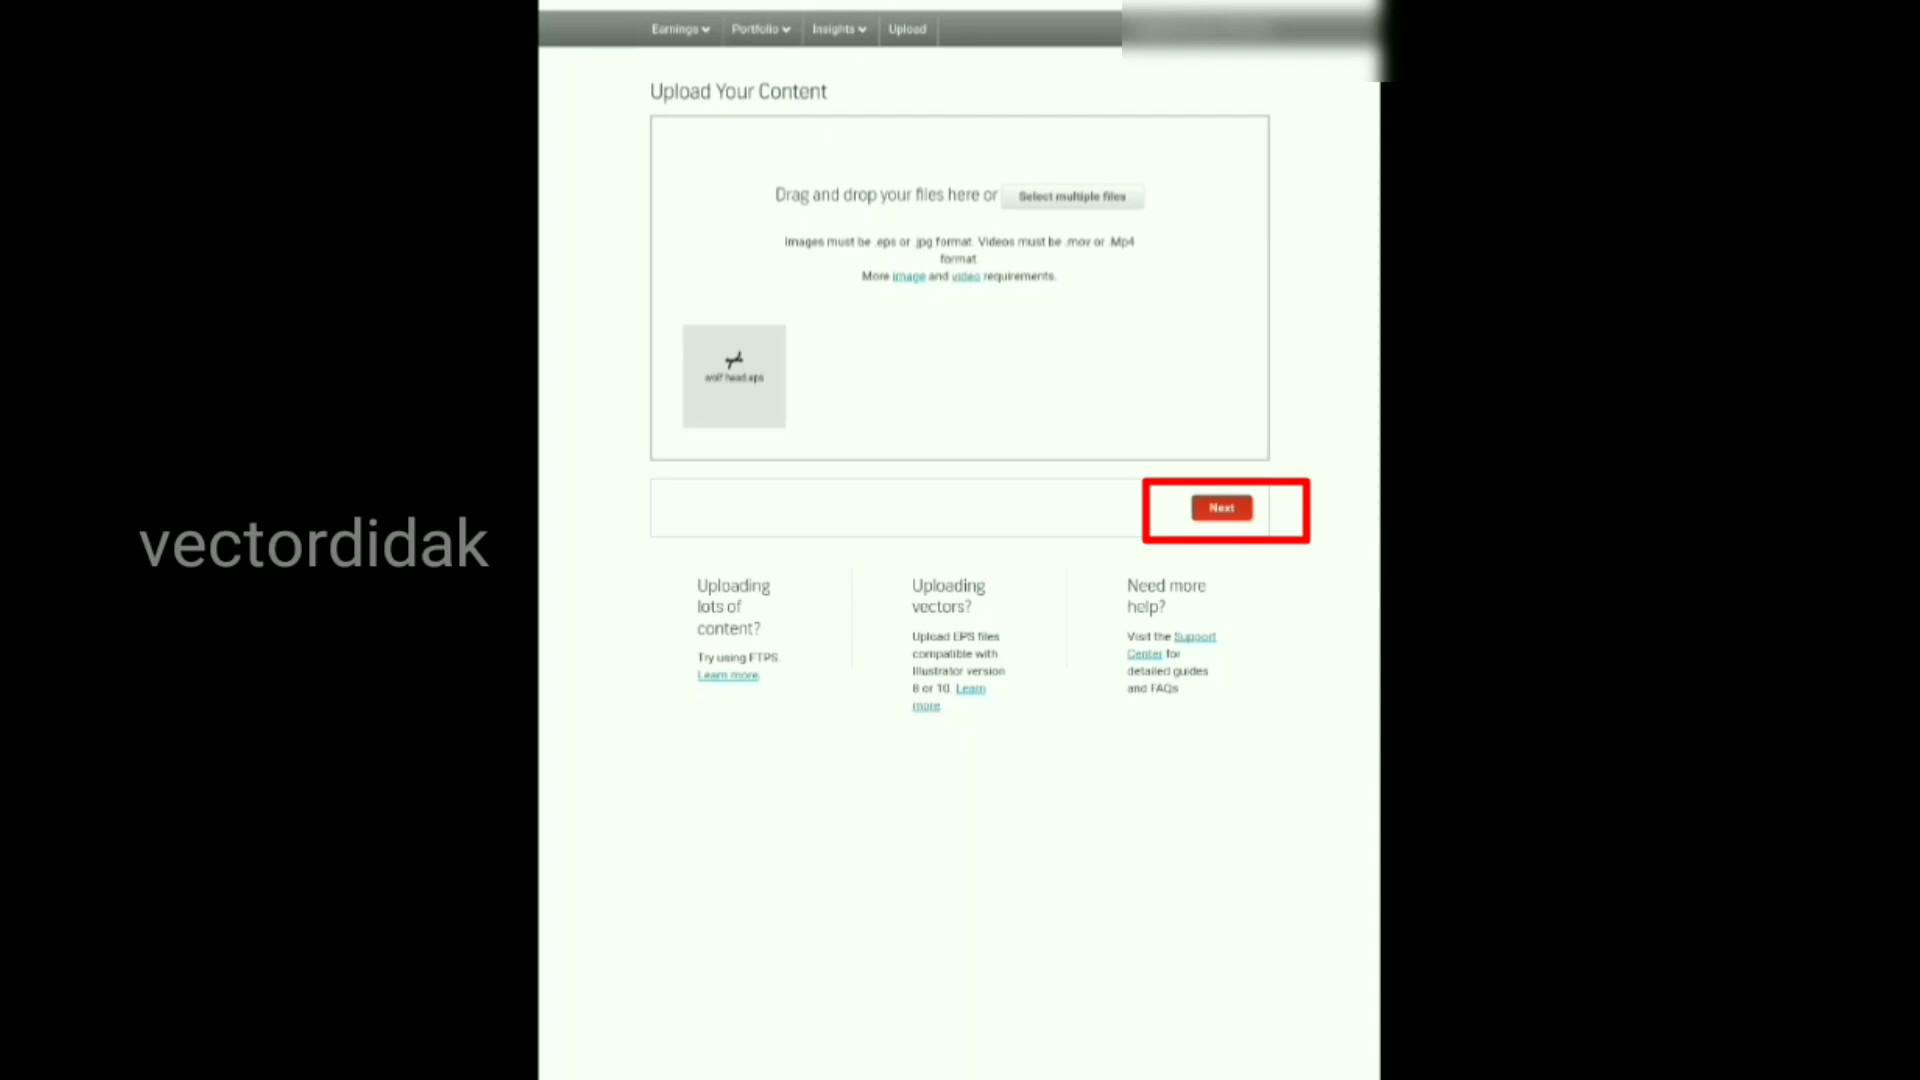 Earnings Portfolio Insights Upload
Upload Your Content
Drag and drop your files here or Select multiple files
Images must be .eps or .jpg format. Videos must be .mov or .Mp4
format
More image and video requirements.
wolf head.eps
Next
vectordidak
Uploading
lots of
content?
Try using FTPS.
Learn more.
Uploading
vectors?
Upload EPS files
compatible with
Illustrator version
8 or 10. Learn
more.
Need more
help?
Visit the Support
Center for
detailed guides
and FAQs